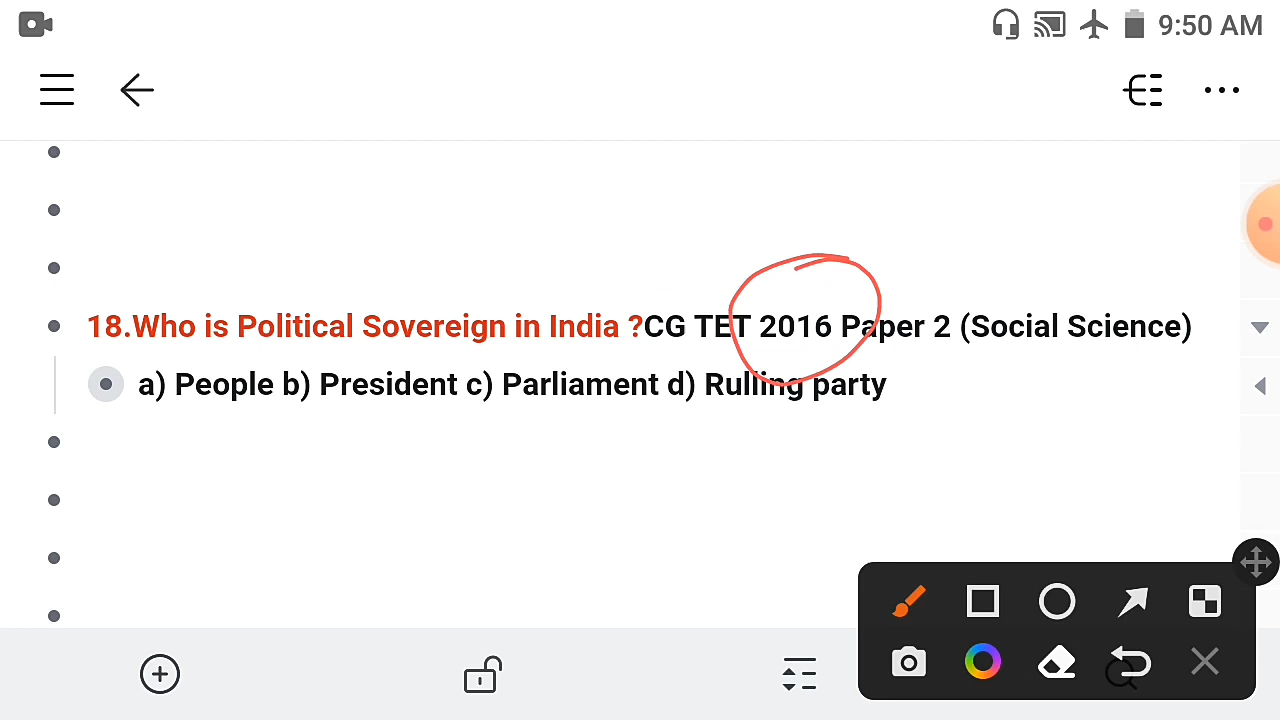 9:50 AM
18.Who is Political Sovereign in India ?CG TET 2016 Paper 2 (Social Science)
a) People b) President c) Parliament d) Rulling party